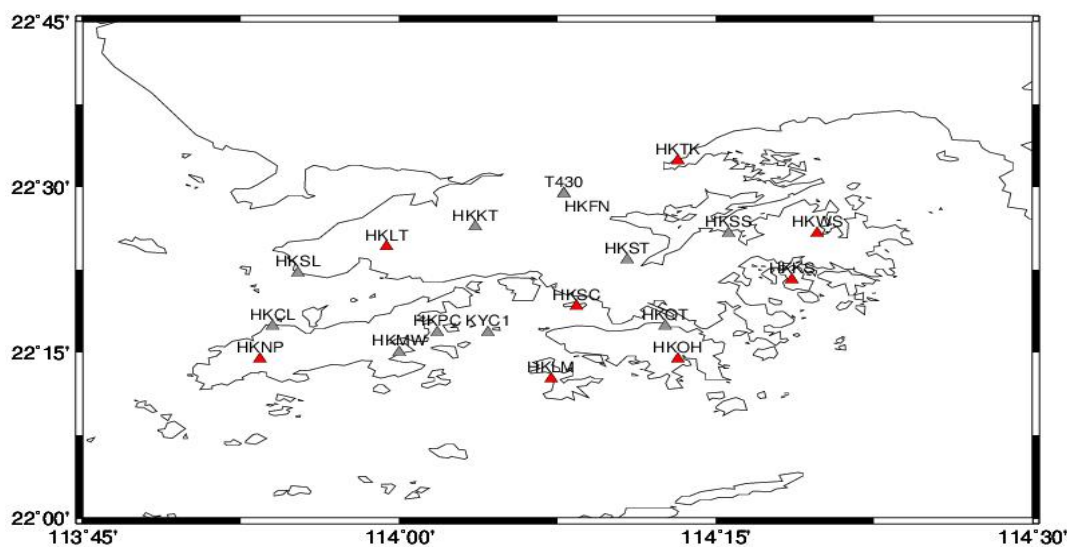 22°45'
HKTK
22°30'
T430
HKFN
HKKT
HKSS
HKWS
HKLT
HKST
HKSL
HKKS
HKSC
HKCL
HKPC
KYC1
HKQT
22°15'
HKNP
HKMW
HKOH
HKLM
22°00'
113°45'
114°00'
114°15'
114°30'